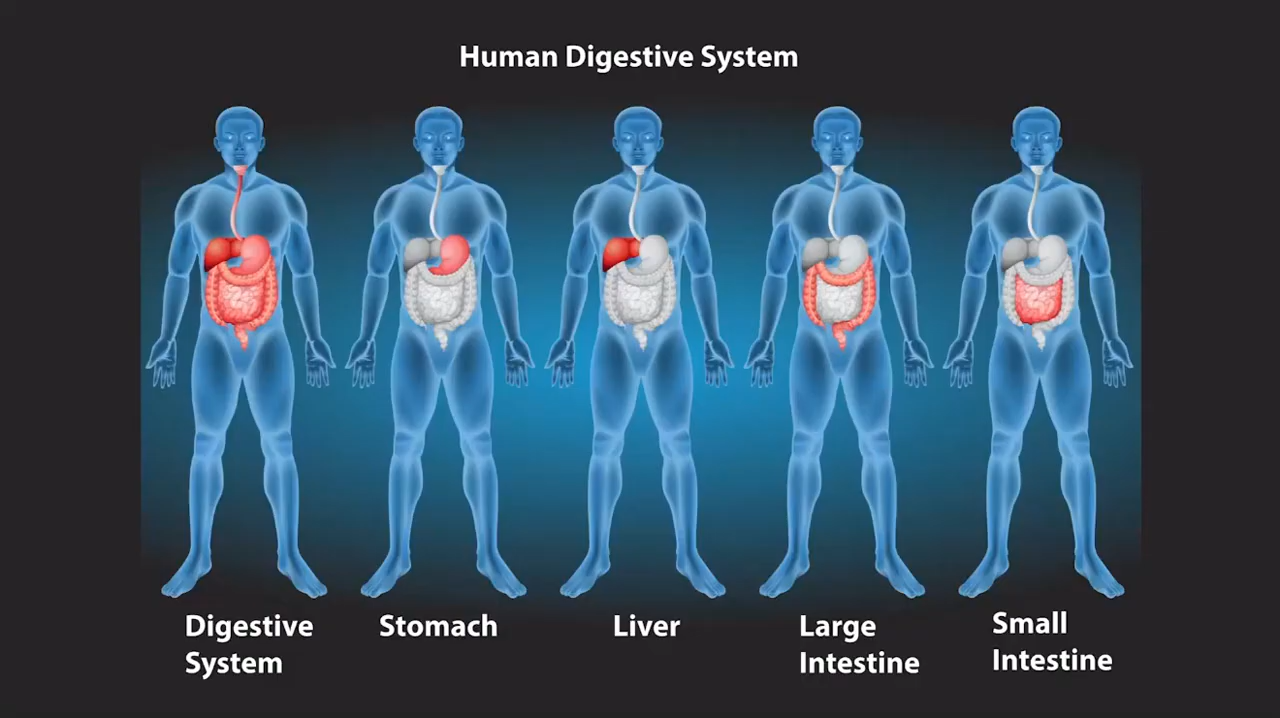 Human Digestive System
Digestive
System
Stomach
Liver
Large
Intestine
Small
Intestine